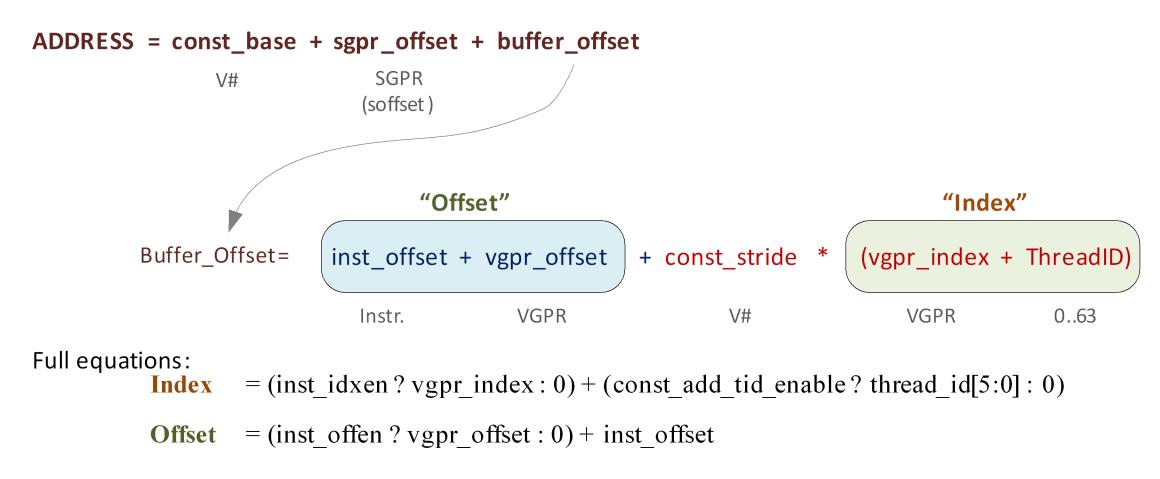 ADDRESS = const_base + sgpr_offset + buffer_offset
V# SGPR
(soffset)
“Offset” “Index”
Buffer_Offset= inst_offset + vgpr_offset + const_stride * (vgpr_index + ThreadID)
Instr. VGPR V# VGPR 0..63
Full equations:
Index = (inst_idxen ? vgpr_index : 0) + (const_add_tid_enable ? thread_id[5:0] : 0)
Offset = (inst_offen ? vgpr_offset : 0) + inst_offset